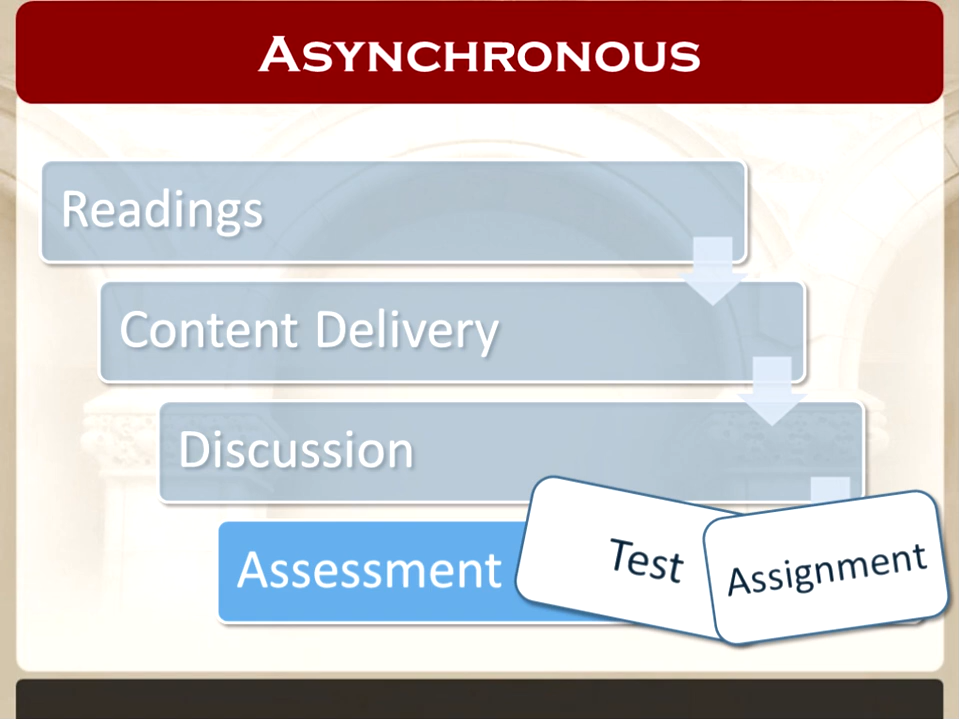 Asynchronous
Readings
Content Delivery
Discussion
Assessment
Test
Assignment